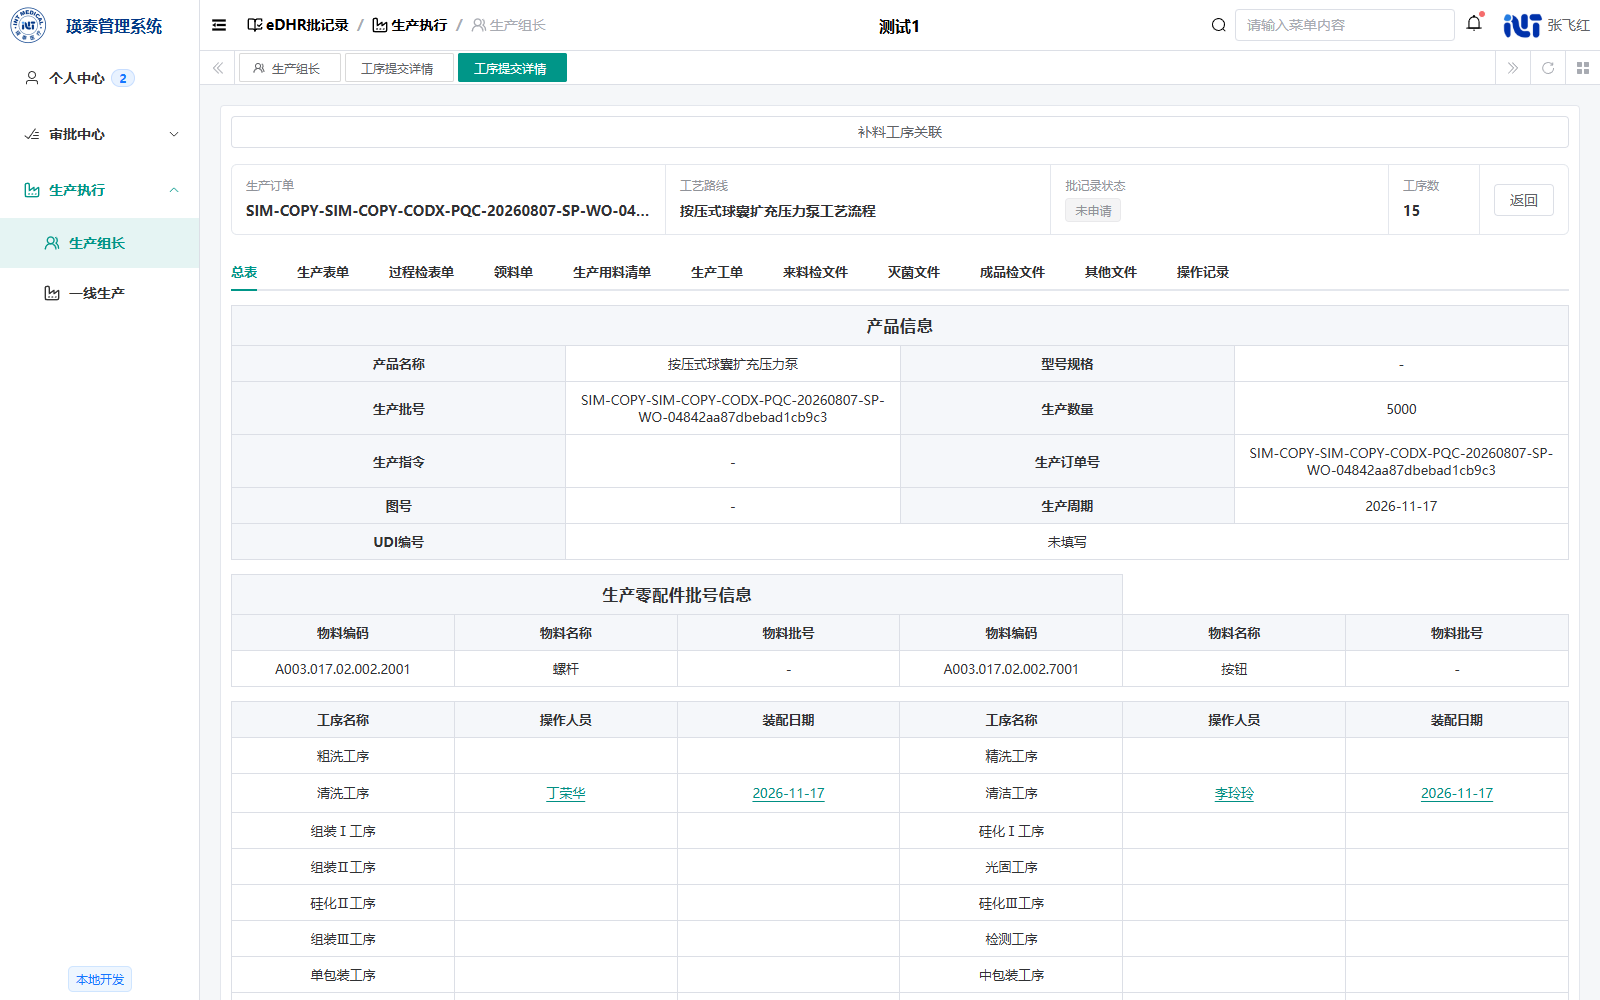 瑛泰管理系统
eDHR批记录 / 生产执行 / 生产组长
测试1
请输入菜单内容
张飞红
个人中心 2
审批中心
生产执行
生产组长
一线生产
本地开发
生产组长
工序提交详情
工序提交详情
补料工序关联
生产订单
SIM-COPY-SIM-COPY-CODX-PQC-20260807-SP-WO-04...
工艺路线
按压式球囊扩充压力泵工艺流程
批记录状态
未申请
工序数
15
返回
总表 生产表单 过程检表单 领料单 生产用料清单 生产工单 来料检文件 灭菌文件 成品检文件 其他文件 操作记录
产品信息
产品名称 按压式球囊扩充压力泵 型号规格 -
生产批号 SIM-COPY-SIM-COPY-CODX-PQC-20260807-SP-
WO-04842aa87dbebad1cb9c3 生产数量 5000
生产指令 - 生产订单号 SIM-COPY-SIM-COPY-CODX-PQC-20260807-SP-
WO-04842aa87dbebad1cb9c3
图号 - 生产周期 2026-11-17
UDI编号 未填写
生产零配件批号信息
物料编码 物料名称 物料批号 物料编码 物料名称 物料批号
A003.017.02.002.2001 螺杆 - A003.017.02.002.7001 按钮 -
工序名称 操作人员 装配日期 工序名称 操作人员 装配日期
粗洗工序 精洗工序
清洗工序 丁荣华 2026-11-17 清洁工序 李玲玲 2026-11-17
组装Ⅰ工序 硅化Ⅰ工序
组装Ⅱ工序 光固工序
硅化Ⅱ工序 硅化Ⅲ工序
组装Ⅲ工序 检测工序
单包装工序 中包装工序